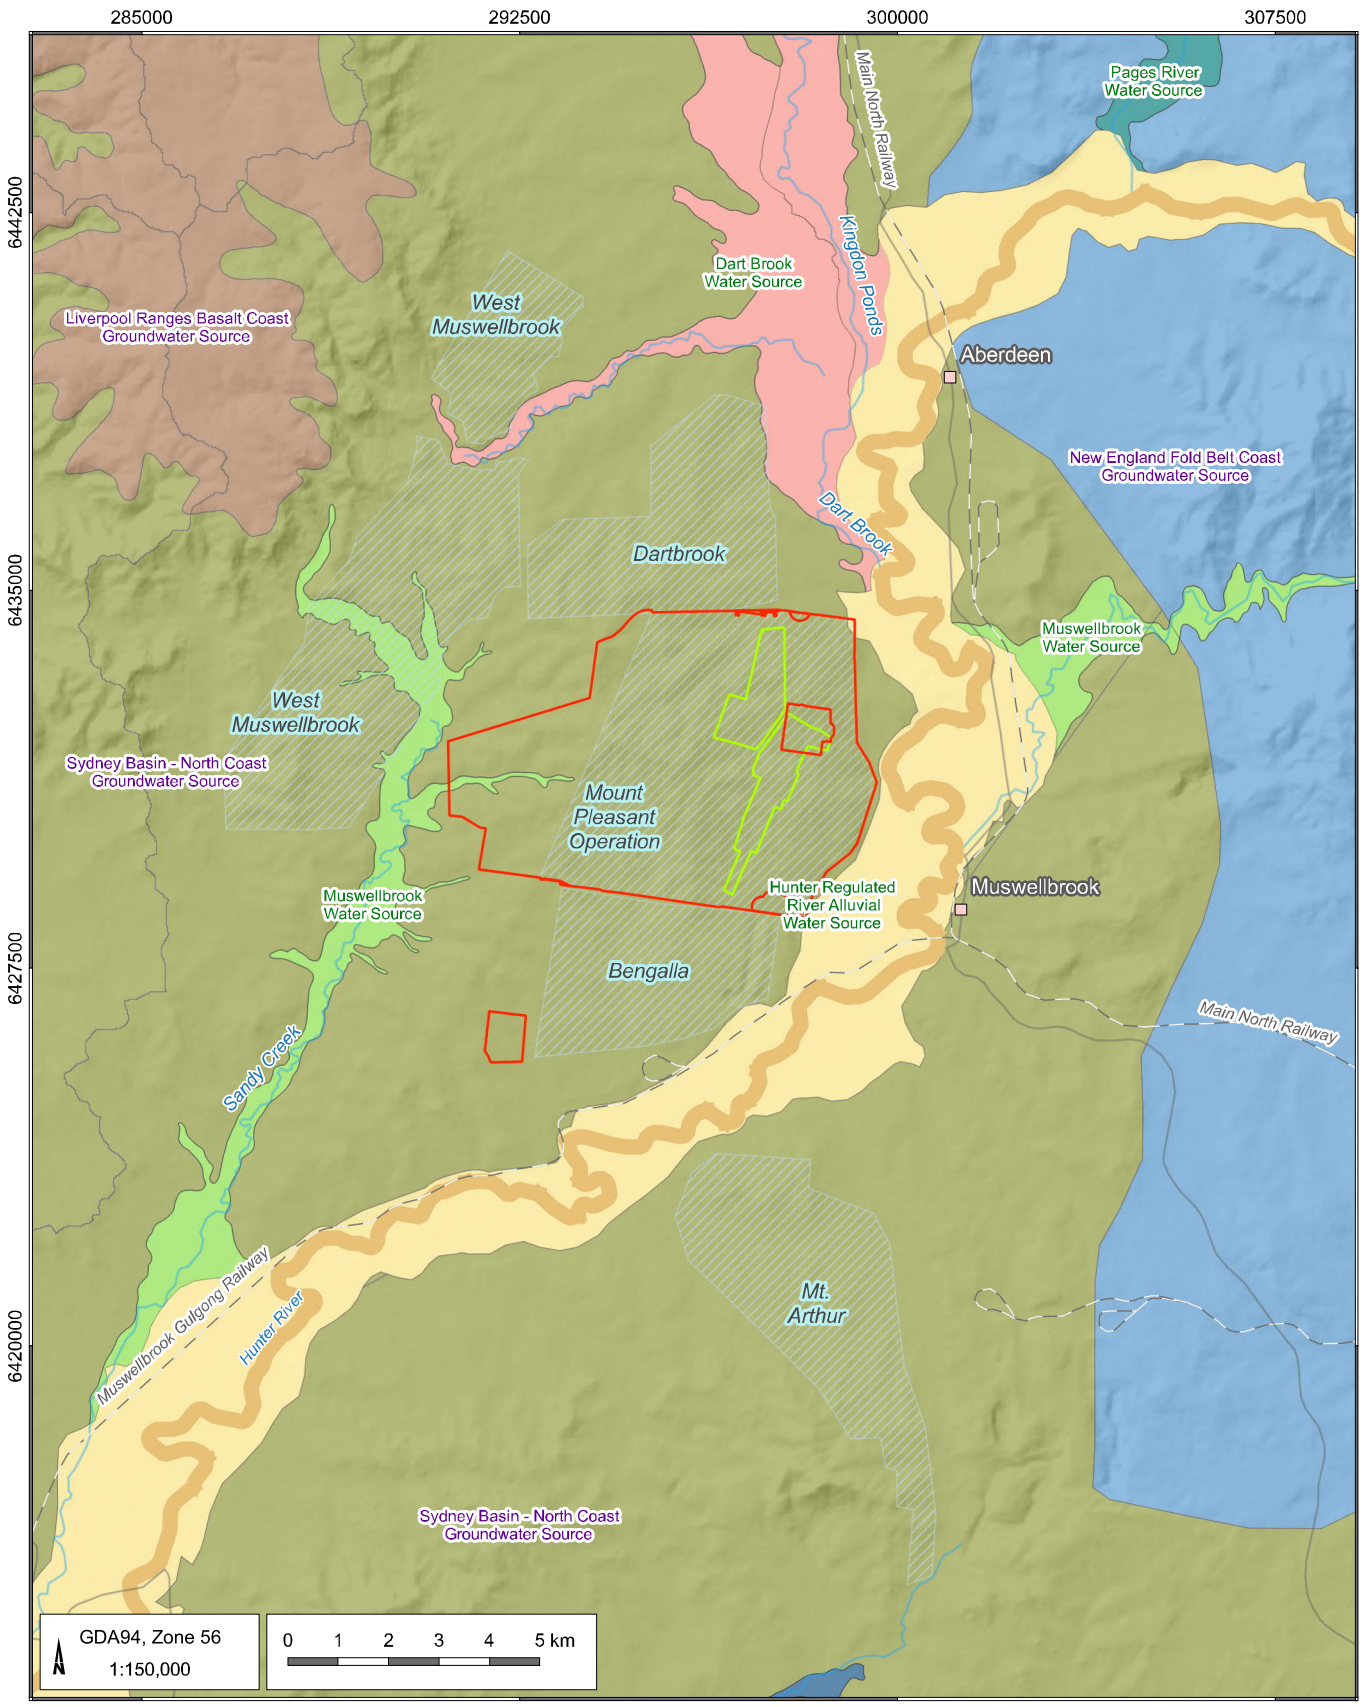 285000
292500
300000
307500
6442500
6435000
6427500
6420000
Main North Railway
Pages River
Water Source
Kingdon Ponds
Dart Brook
Water Source
West
Muswellbrook
Liverpool Ranges Basalt Coast
Groundwater Source
Aberdeen
New England Fold Belt Coast
Groundwater Source
Dart Brook
Dartbrook
Muswellbrook
Water Source
West
Muswellbrook
Sydney Basin - North Coast
Groundwater Source
Mount
Pleasant
Operation
Muswellbrook
Water Source
Hunter Regulated
River Alluvial
Water Source
Muswellbrook
Bengalla
Main North Railway
Sandy Creek
Muswellbrook Gulgong Railway
Hunter River
Mt.
Arthur
Sydney Basin - North Coast
Groundwater Source
N
GDA94, Zone 56
1:150,000
0 1 2 3 4 5 km